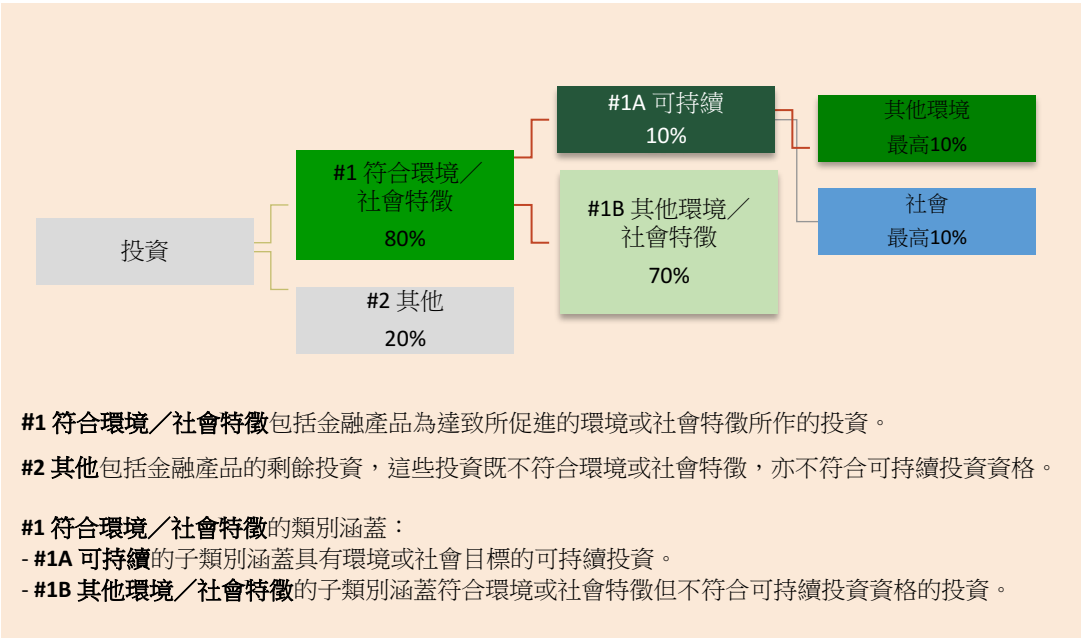 #1A 可持續
10%
其他環境
最高10%
#1 符合環境／
社會特徵
80%
#1B 其他環境／
社會特徵
70%
社會
最高10%
投資
#2 其他
20%
#1 符合環境／社會特徵包括金融產品為達致所促進的環境或社會特徵所作的投資。
#2 其他包括金融產品的剩餘投資，這些投資既不符合環境或社會特徵，亦不符合可持續投資資格。
#1 符合環境／社會特徵的類別涵蓋：
- #1A 可持續的子類別涵蓋具有環境或社會目標的可持續投資。
- #1B 其他環境／社會特徵的子類別涵蓋符合環境或社會特徵但不符合可持續投資資格的投資。